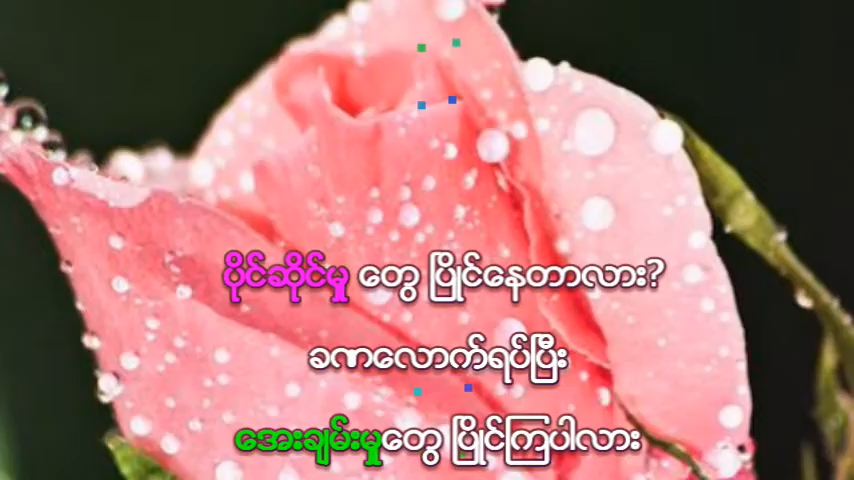 ပိုင်ဆိုင်မှု တွေ ပြိုင်နေတာလား?
ခဏလောက်ရပ်ပြီး
အေးချမ်းမှုတွေ ပြိုင်ကြပါလား